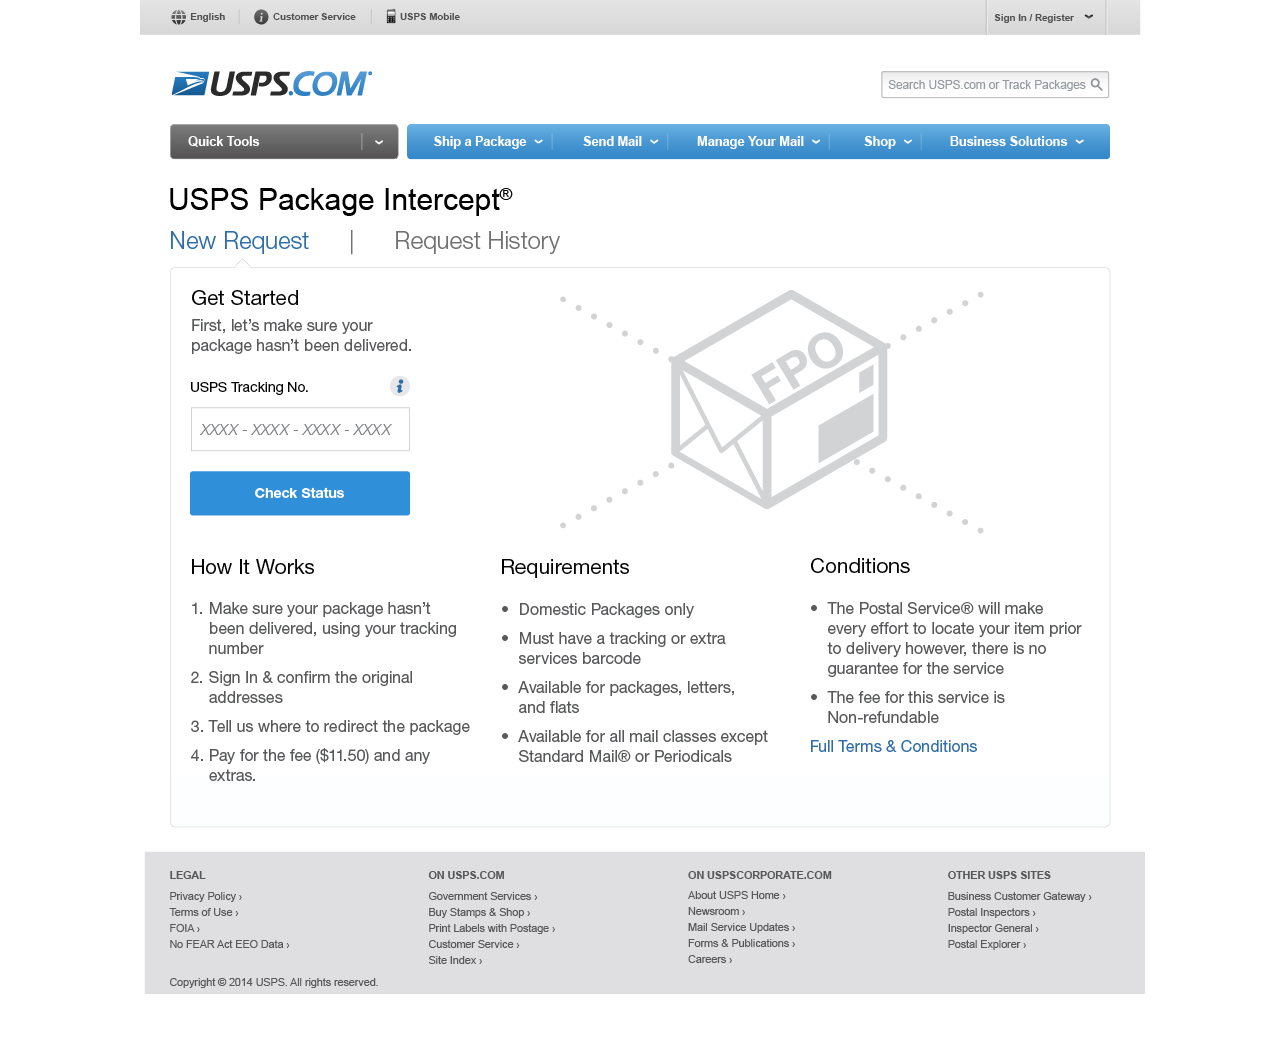 English
Customer Service
USPS Mobile
Sign In / Register
USPS.COM
Search USPS.com or Track Packages
Quick Tools
Ship a Package
Send Mail
Manage Your Mail
Shop
Business Solutions
USPS Package Intercept®
New Request | Request History
Get Started
First, let’s make sure your
package hasn’t been delivered.
USPS Tracking No.
XXXX - XXXX - XXXX - XXXX
Check Status
FPO
How It Works
1. Make sure your package hasn’t
been delivered, using your tracking
number
2. Sign In & confirm the original
addresses
3. Tell us where to redirect the package
4. Pay for the fee ($11.50) and any
extras.
Requirements
• Domestic Packages only
• Must have a tracking or extra
services barcode
• Available for packages, letters,
and flats
• Available for all mail classes except
Standard Mail® or Periodicals
Conditions
• The Postal Service® will make
every effort to locate your item prior
to delivery however, there is no
guarantee for the service
• The fee for this service is
Non-refundable
Full Terms & Conditions
LEGAL
Privacy Policy ›
Terms of Use ›
FOIA ›
No FEAR Act EEO Data ›
ON USPS.COM
Government Services ›
Buy Stamps & Shop ›
Print Labels with Postage ›
Customer Service ›
Site Index ›
ON USPSCORPORATE.COM
About USPS Home ›
Newsroom ›
Mail Service Updates ›
Forms & Publications ›
Careers ›
OTHER USPS SITES
Business Customer Gateway ›
Postal Inspectors ›
Inspector General ›
Postal Explorer ›
Copyright © 2014 USPS. All rights reserved.